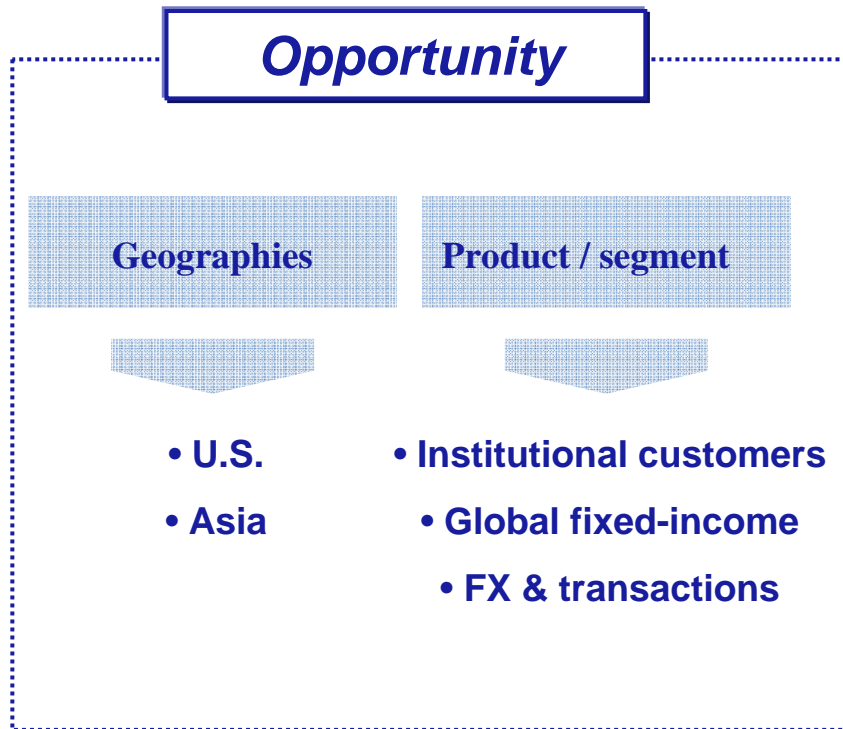 Opportunity
Geographies
• U.S.
• Asia
Product / segment
• Institutional customers
• Global fixed-income
• FX & transactions